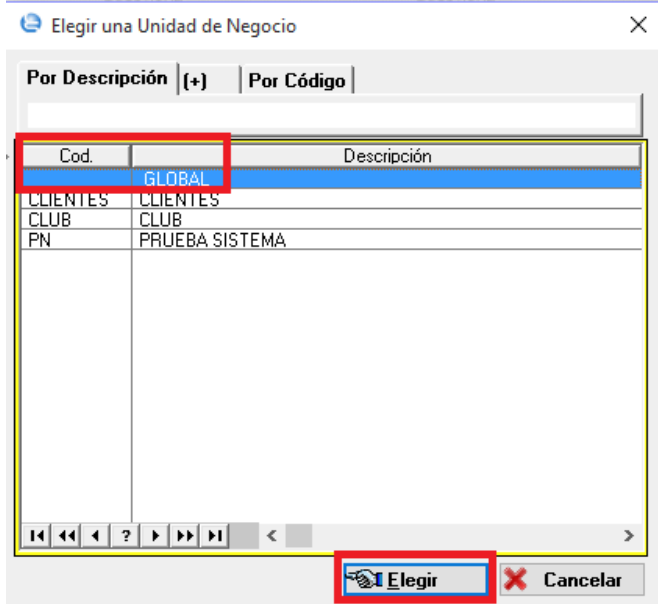 Elegir una Unidad de Negocio
Por Descripción (+) Por Código
Cod. Descripción
GLOBAL
CLIENTES CLIENTES
CLUB CLUB
PN PRUEBA SISTEMA
?
Elegir Cancelar